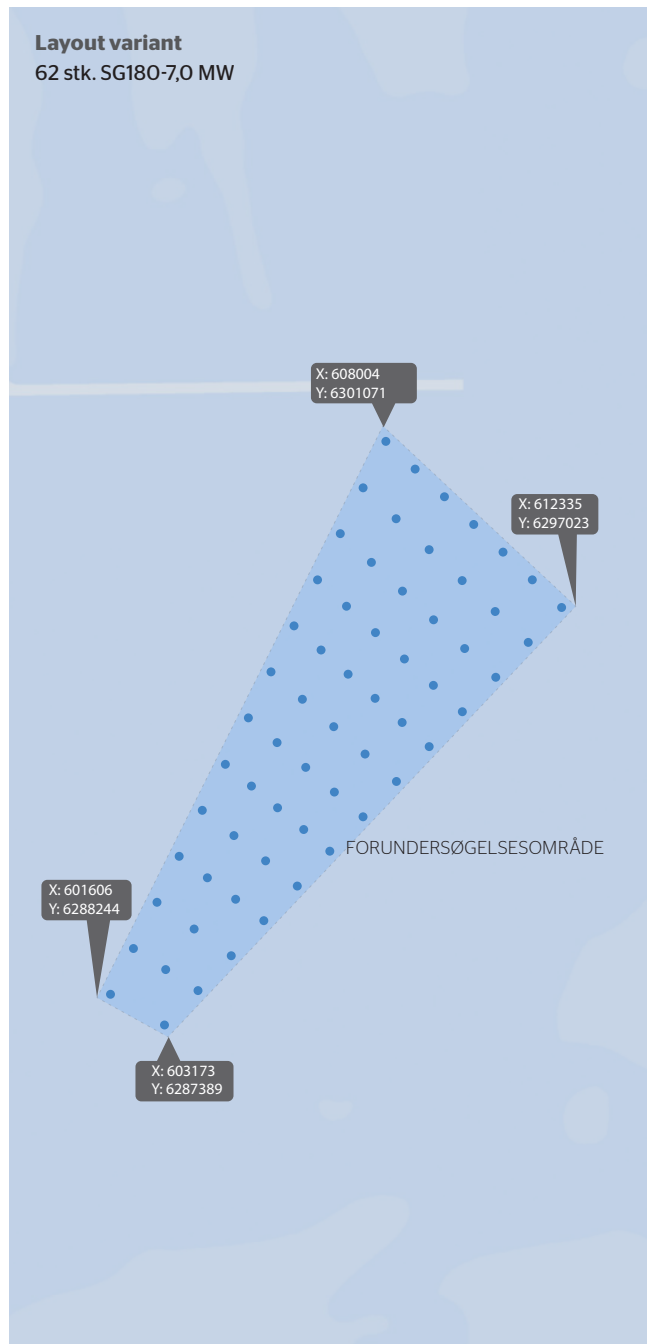 Layout variant
62 stk. SG180-7,0 MW
X: 608004
Y: 6301071
X: 612335
Y: 6297023
FORUNDERSØGELSESOMRÅDE
X: 601606
Y: 6288244
X: 603173
Y: 6287389